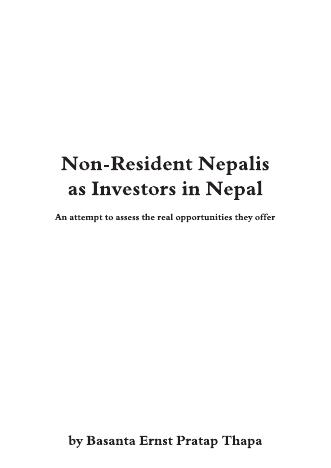 Non-Resident Nepalis
as Investors in Nepal
An attempt to assess the real opportunities they offer
by Basanta Ernst Pratap Thapa